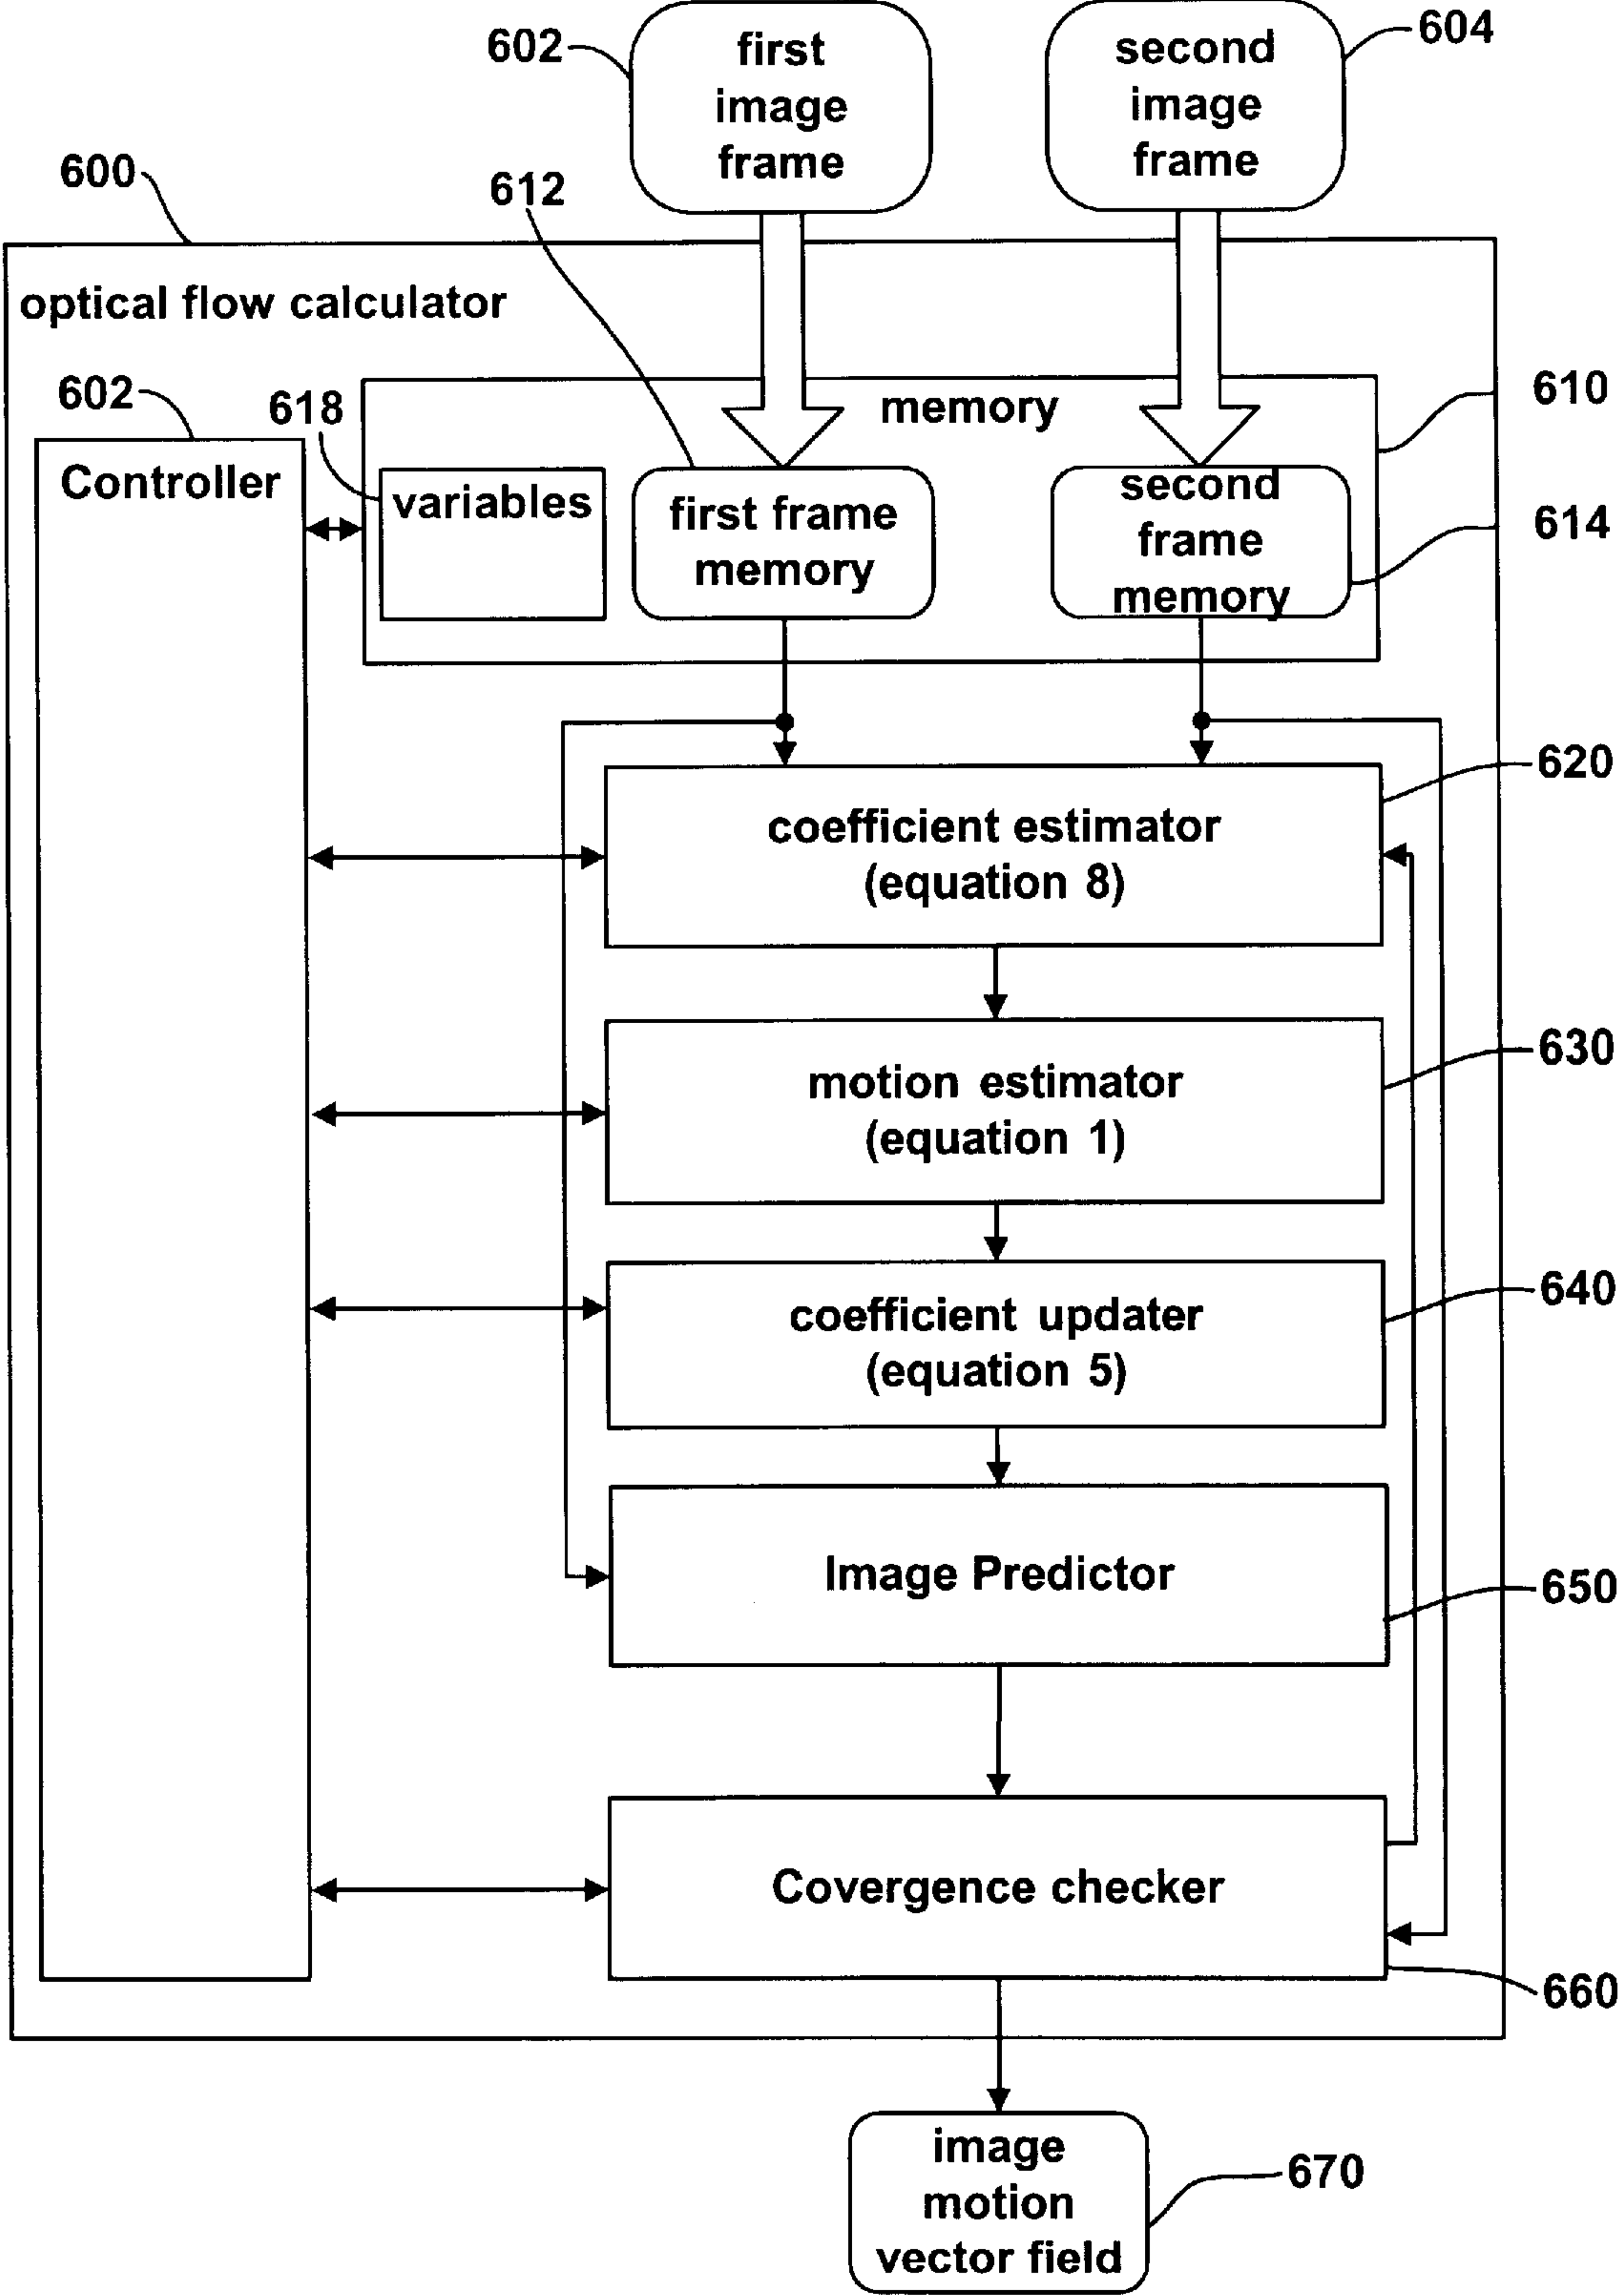 602
first
image
frame
second
image
frame
604
600
612
optical flow calculator
602
618
memory
610
Controller
variables
first frame
memory
second
frame
memory
614
620
coefficient estimator
(equation 8)
630
motion estimator
(equation 1)
640
coefficient updater
(equation 5)
Image Predictor
650
Covergence checker
660
image
motion
vector field
670